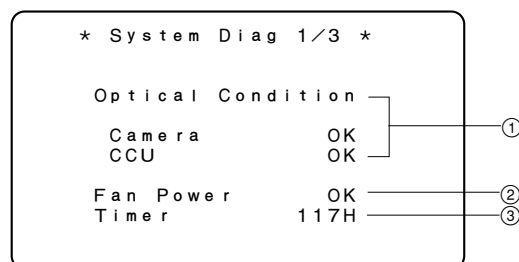 * System Diag 1/3 *
Optical Condition
①
Camera OK
CCU OK
Fan Power OK ②
Timer 117H ③